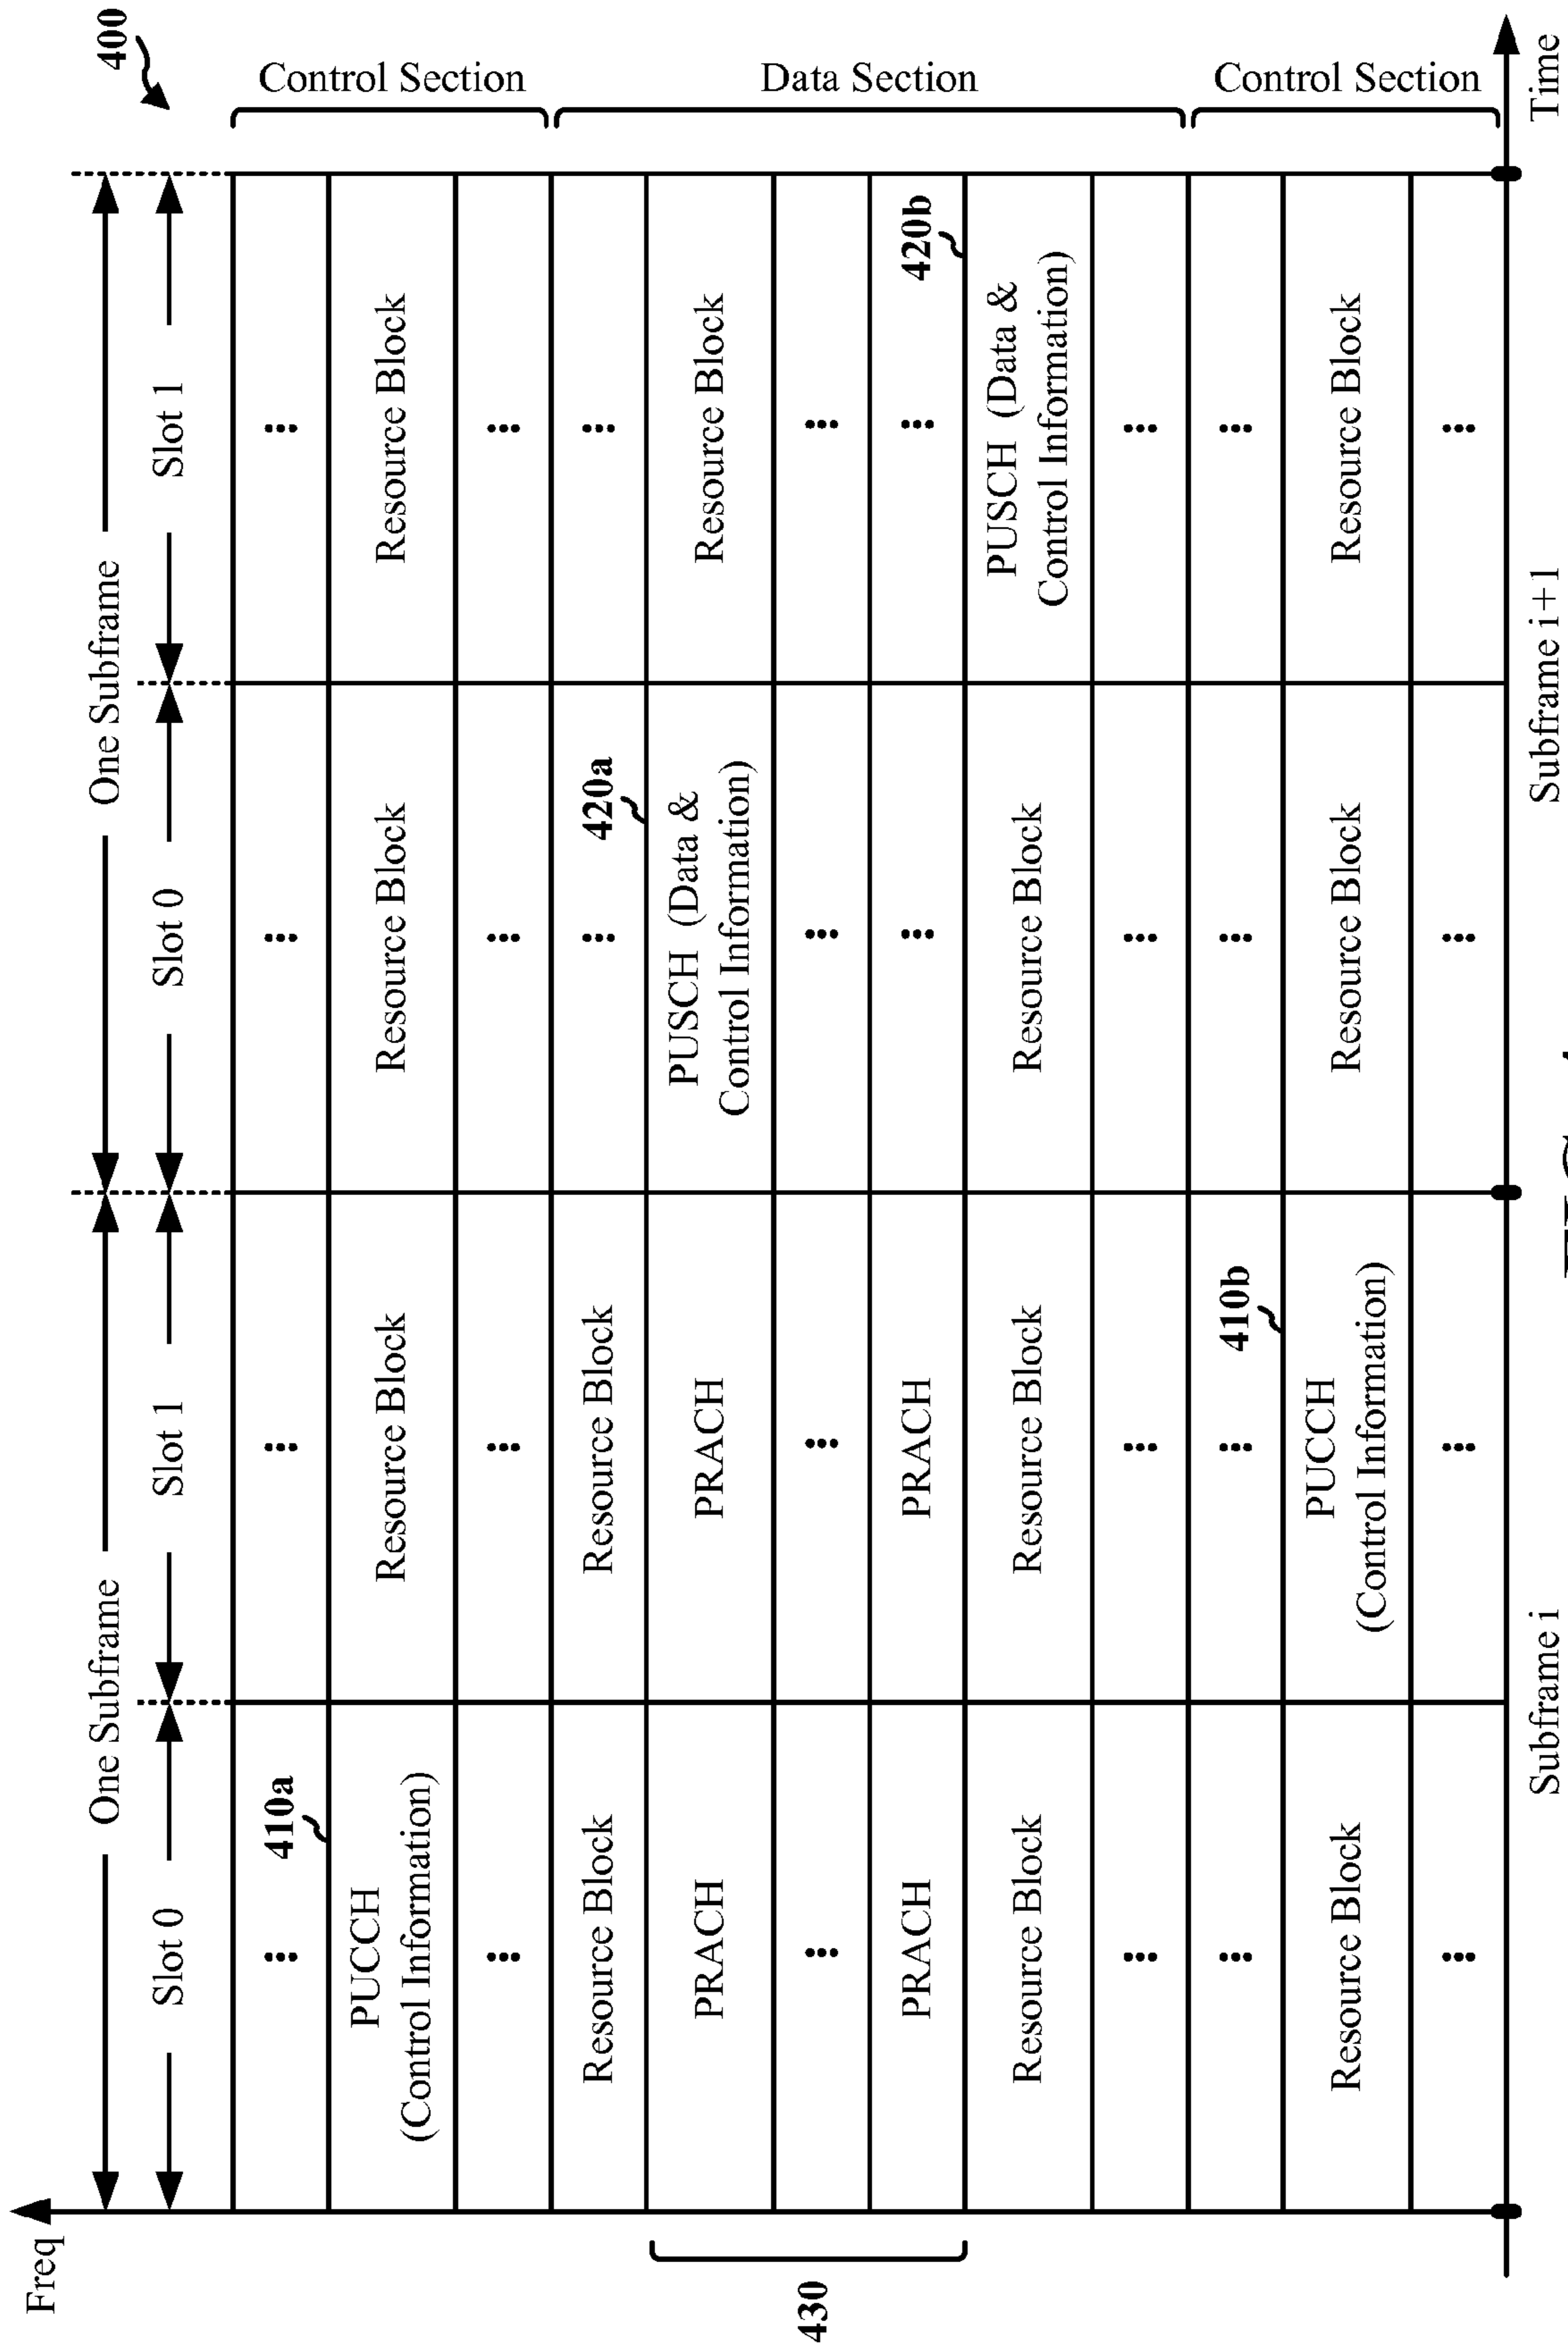 400
Freq
One Subframe
One Subframe
Slot 0
Slot 1
Slot 0
Slot 1
⋮
⋮
⋮
⋮
Control Section
410a
PUCCH
(Control Information)
Resource Block
Resource Block
Resource Block
⋮
⋮
⋮
⋮
Resource Block
Resource Block
⋮
⋮
Data Section
420a
430
PRACH
PRACH
PUSCH (Data &
Control Information)
Resource Block
⋮
⋮
⋮
⋮
PRACH
PRACH
⋮
⋮
420b
Resource Block
Resource Block
Resource Block
PUSCH (Data &
Control Information)
⋮
⋮
⋮
⋮
⋮
⋮
⋮
⋮
Control Section
410b
Resource Block
PUCCH
(Control Information)
Resource Block
Resource Block
⋮
⋮
⋮
⋮
Subframe i
Subframe i+1
Time